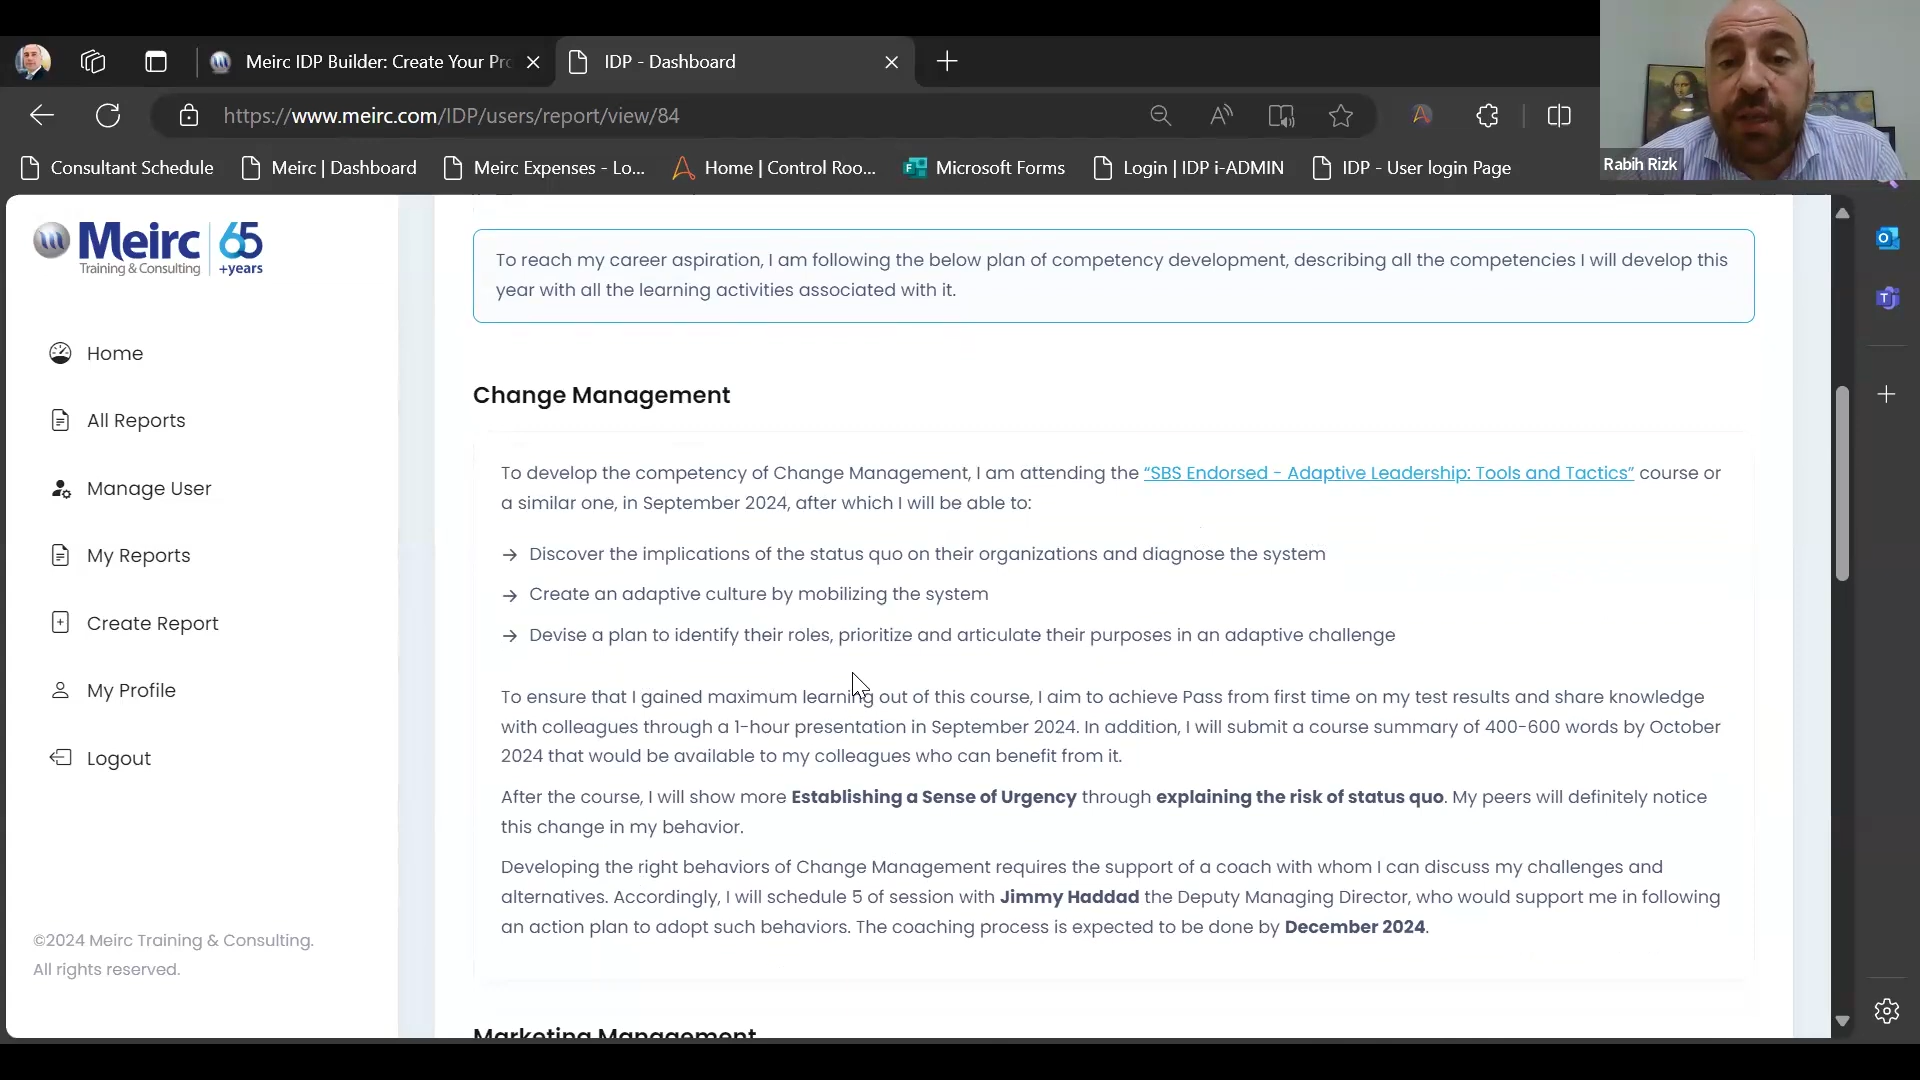 Meirc IDP Builder: Create Your Pro
IDP - Dashboard
https://www.meirc.com/IDP/users/report/view/84
Rabih Rizk
Consultant Schedule
Meirc | Dashboard
Meirc Expenses - Lo...
Home | Control Roo...
Microsoft Forms
Login | IDP i-ADMIN
IDP - User login Page
Meirc 65
Training & Consulting +years
Home
All Reports
Manage User
My Reports
Create Report
My Profile
Logout
©2024 Meirc Training & Consulting.
All rights reserved.
To reach my career aspiration, I am following the below plan of competency development, describing all the competencies I will develop this
year with all the learning activities associated with it.
Change Management
To develop the competency of Change Management, I am attending the “SBS Endorsed - Adaptive Leadership: Tools and Tactics” course or
a similar one, in September 2024, after which I will be able to:
→ Discover the implications of the status quo on their organizations and diagnose the system
→ Create an adaptive culture by mobilizing the system
→ Devise a plan to identify their roles, prioritize and articulate their purposes in an adaptive challenge
To ensure that I gained maximum learning out of this course, I aim to achieve Pass from first time on my test results and share knowledge
with colleagues through a 1-hour presentation in September 2024. In addition, I will submit a course summary of 400-600 words by October
2024 that would be available to my colleagues who can benefit from it.
After the course, I will show more Establishing a Sense of Urgency through explaining the risk of status quo. My peers will definitely notice
this change in my behavior.
Developing the right behaviors of Change Management requires the support of a coach with whom I can discuss my challenges and
alternatives. Accordingly, I will schedule 5 of session with Jimmy Haddad the Deputy Managing Director, who would support me in following
an action plan to adopt such behaviors. The coaching process is expected to be done by December 2024.
Marketing Management